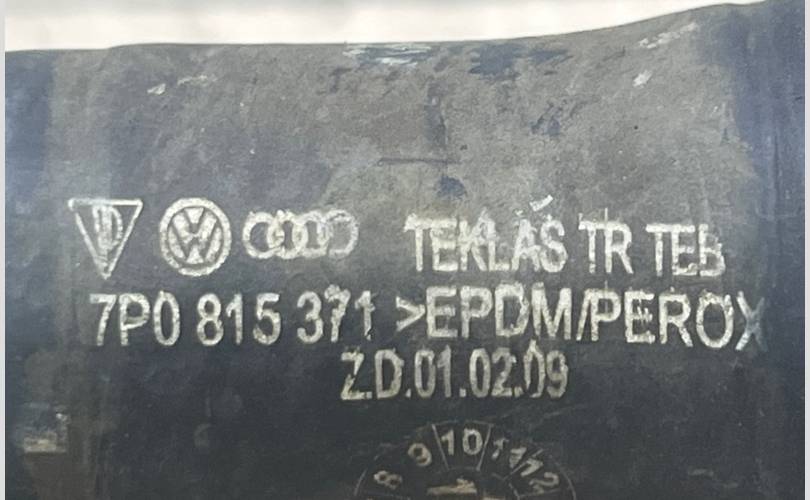 TEKLAS TR TEB
7P0 815 371 >EPDM/PEROX
Z.D.01.02.09
8 9 10 11 12